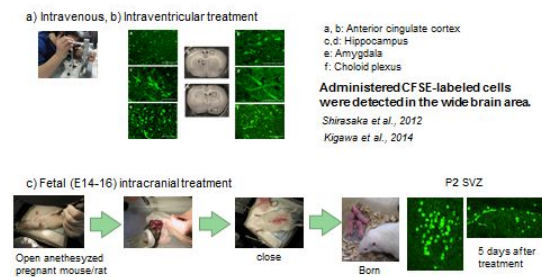 a) Intravenous, b) Intraventricular treatment
a, b: Anterior cingulate cortex
c,d: Hippocampus
e: Amygdala
f: Choloid plexus
Administered CFSE-labeled cells
were detected in the wide brain area.
Shirasaka et al., 2012
Kigawa et al., 2014
c) Fetal (E14-16) intracranial treatment
P2 SVZ
Open anethesyzed
pregnant mouse/rat
close
Born
5 days after
treatment